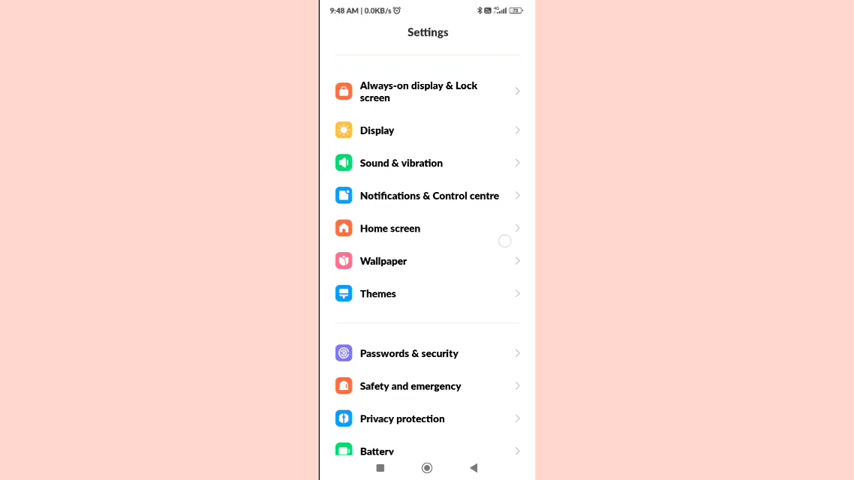 9:48 AM | 0.0KB/s
Settings
Always-on display & Lock
screen
Display
Sound & vibration
Notifications & Control centre
Home screen
Wallpaper
Themes
Passwords & security
Safety and emergency
Privacy protection
Battery